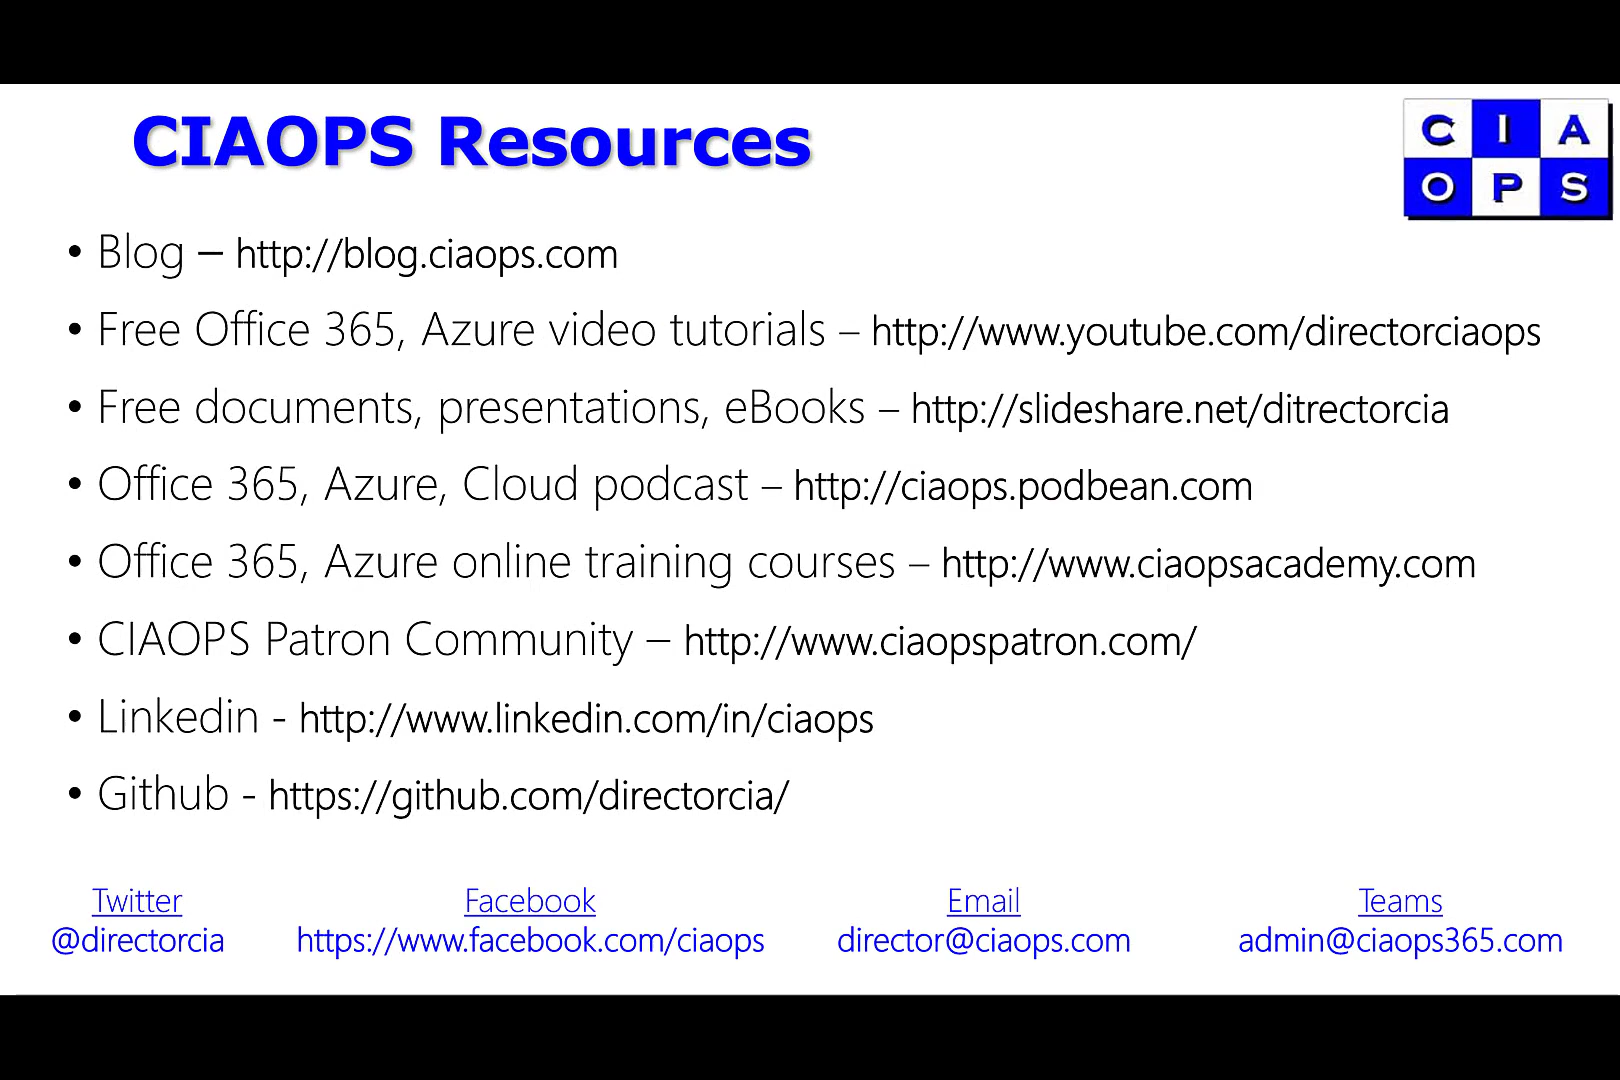 CIAOPS Resources
C I A
O P S
• Blog – http://blog.ciaops.com
• Free Office 365, Azure video tutorials – http://www.youtube.com/directorciaops
• Free documents, presentations, eBooks – http://slideshare.net/ditrectorcia
• Office 365, Azure, Cloud podcast – http://ciaops.podbean.com
• Office 365, Azure online training courses – http://www.ciaopsacademy.com
• CIAOPS Patron Community – http://www.ciaopspatron.com/
• Linkedin - http://www.linkedin.com/in/ciaops
• Github - https://github.com/directorcia/
Twitter Facebook Email Teams
@directorcia https://www.facebook.com/ciaops director@ciaops.com admin@ciaops365.com